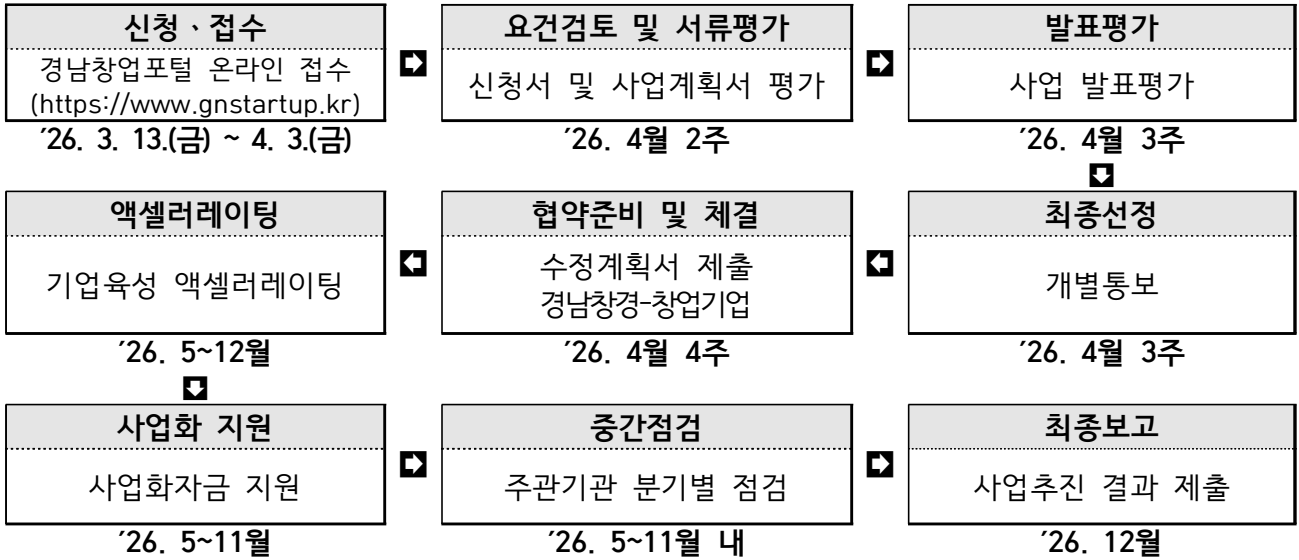 신청ㆍ접수
경남창업포털 온라인 접수
(https://www.gnstartup.kr)
´26. 3. 13.(금) ~ 4. 3.(금)
요건검토 및 서류평가
신청서 및 사업계획서 평가
´26. 4월 2주
발표평가
사업 발표평가
´26. 4월 3주
최종선정
개별통보
´26. 4월 3주
협약준비 및 체결
수정계획서 제출
경남창경-창업기업
´26. 4월 4주
액셀러레이팅
기업육성 액셀러레이팅
´26. 5~12월
사업화 지원
사업화자금 지원
´26. 5~11월
중간점검
주관기관 분기별 점검
´26. 5~11월 내
최종보고
사업추진 결과 제출
´26. 12월